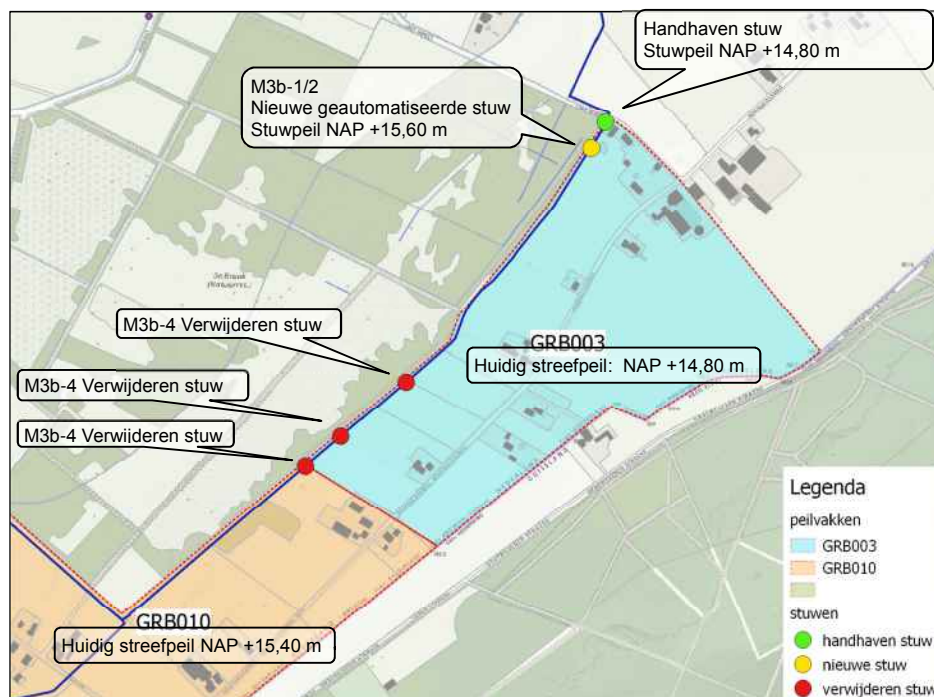 Handhaven stuw
Stuwpeil NAP +14,80 m
M3b-1/2
Nieuwe geautomatiseerde stuw
Stuwpeil NAP +15,60 m
M3b-4 Verwijderen stuw
GRB003
Huidig streefpeil:  NAP +14,80 m
M3b-4 Verwijderen stuw
M3b-4 Verwijderen stuw
GRB010
Huidig streefpeil NAP +15,40 m
Legenda
peilvakken
GRB003
GRB010
stuwen
handhaven stuw
nieuwe stuw
verwijderen stuw